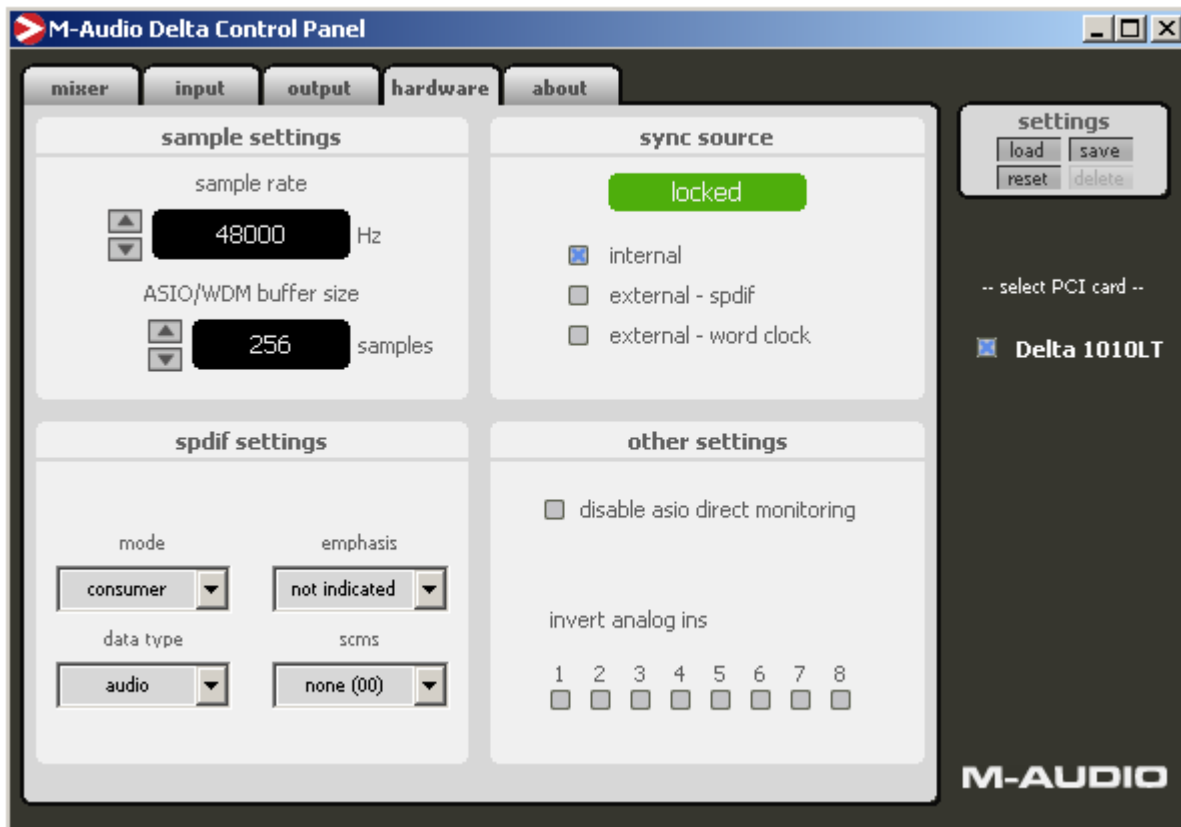 M-Audio Delta Control Panel
mixer input output hardware about
sample settings
sample rate
48000 Hz
ASIO/WDM buffer size
256 samples
sync source
locked
internal
external - spdif
external - word clock
spdif settings
mode emphasis
consumer not indicated
data type scms
audio none (00)
other settings
disable asio direct monitoring
invert analog ins
1 2 3 4 5 6 7 8
settings
load save
reset delete
-- select PCI card --
Delta 1010LT
M-AUDIO